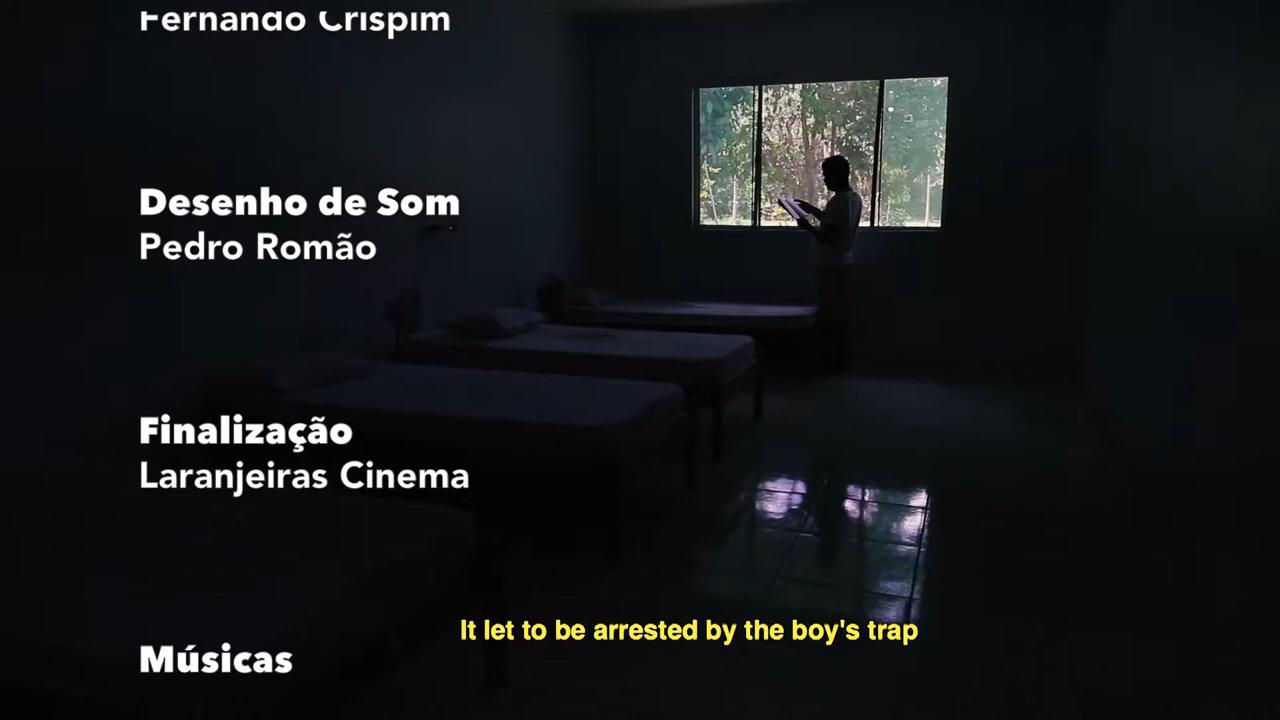 Fernando Crispim
Desenho de Som
Pedro Romão
Finalização
Laranjeiras Cinema
It let to be arrested by the boy's trap
Músicas